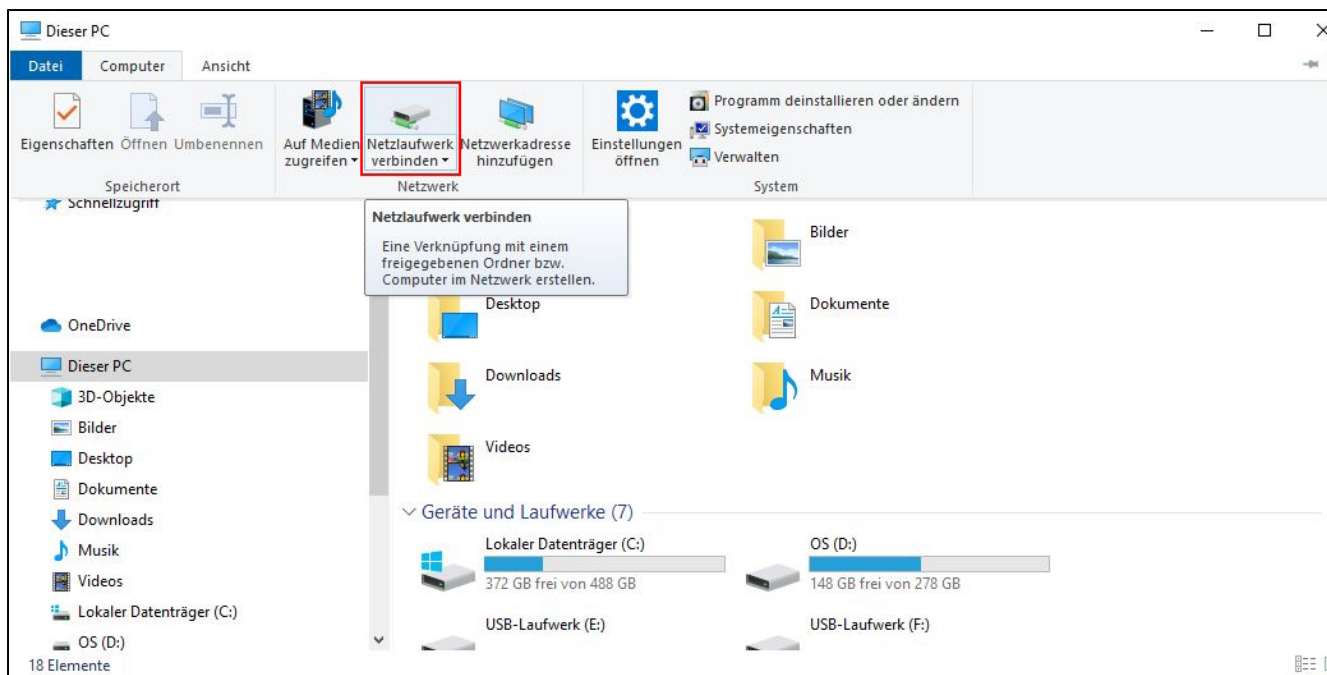 Dieser PC
Datei Computer Ansicht
Eigenschaften Öffnen Umbenennen
Auf Medien zugreifen
Netzlaufwerk verbinden
Netzwerkadresse hinzufügen
Einstellungen öffnen
Programm deinstallieren oder ändern
Systemeigenschaften
Verwalten
Speicherort Netzwerk System
Schnellzugriff
OneDrive
Dieser PC
3D-Objekte
Bilder
Desktop
Dokumente
Downloads
Musik
Videos
Lokaler Datenträger (C:)
OS (D:)
Netzlaufwerk verbinden
Eine Verknüpfung mit einem
freigegebenen Ordner bzw.
Computer im Netzwerk erstellen.
Bilder
Desktop Dokumente
Downloads Musik
Videos
Geräte und Laufwerke (7)
Lokaler Datenträger (C:) OS (D:)
372 GB frei von 488 GB 148 GB frei von 278 GB
USB-Laufwerk (E:) USB-Laufwerk (F:)
18 Elemente